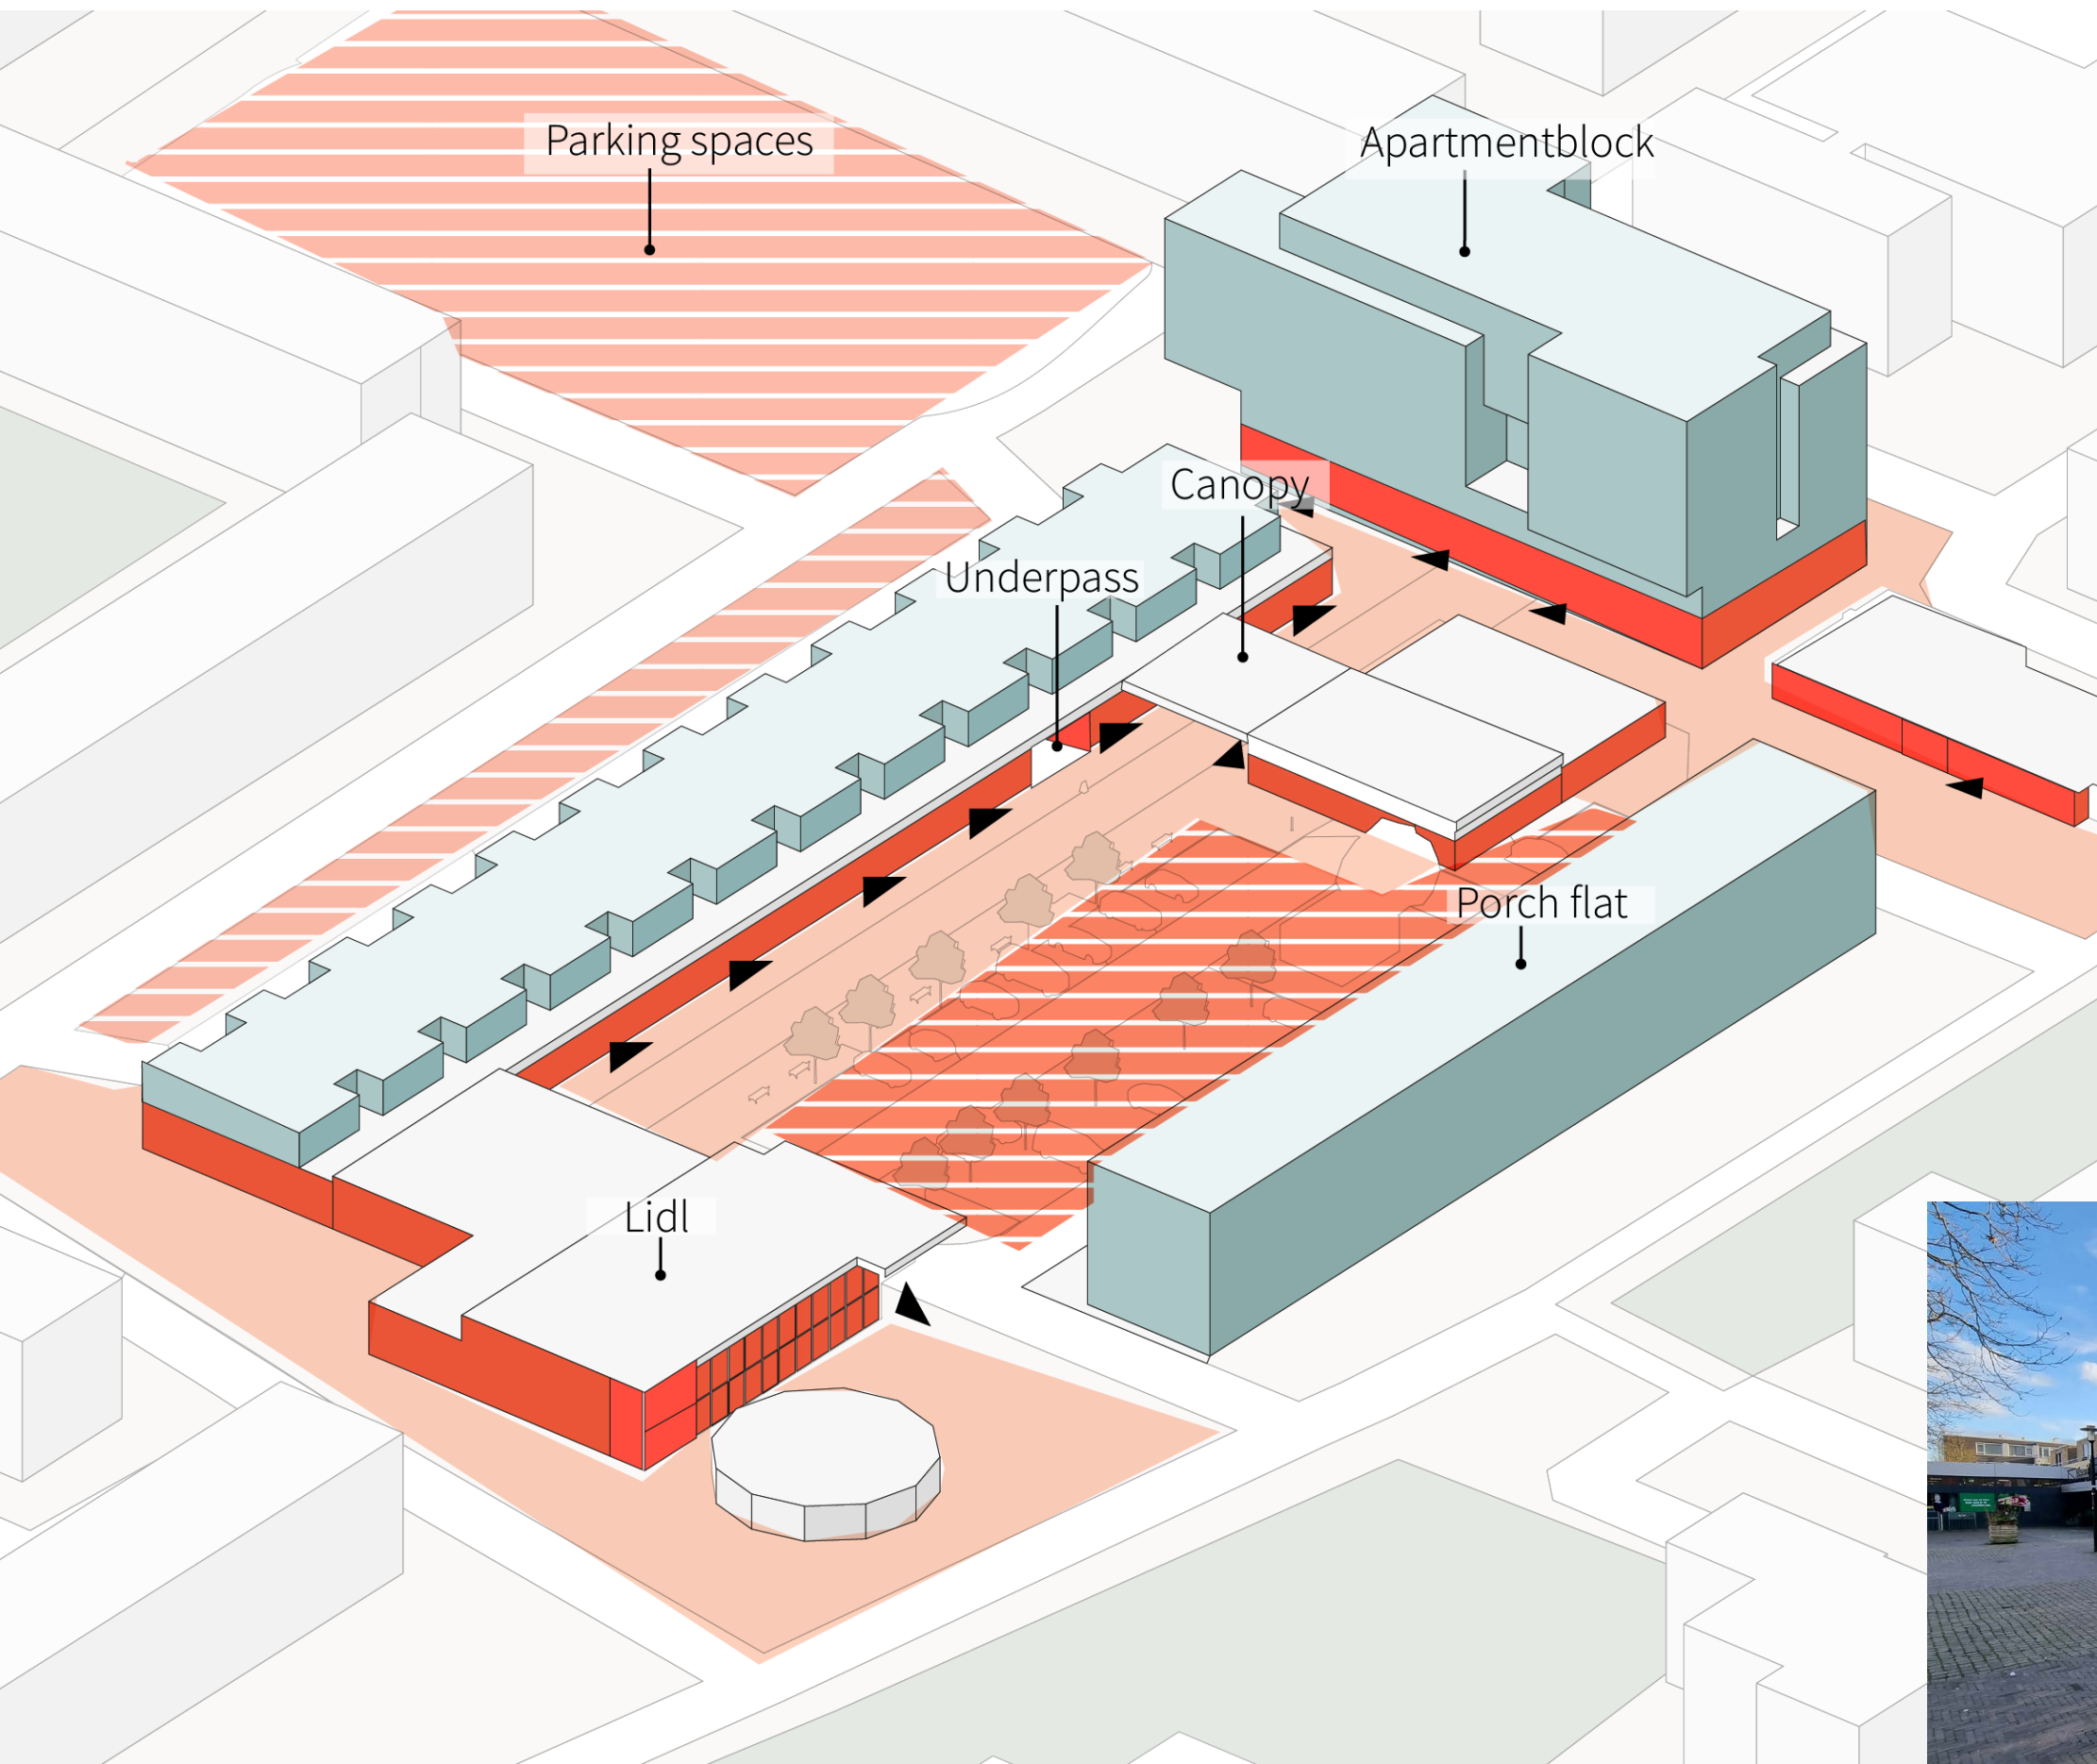 Parking spaces
Apartmentblock
Canopy
Underpass
Porch flat
Lidl